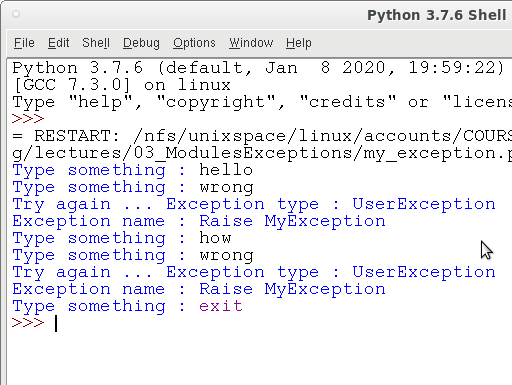 Python 3.7.6 Shell
File Edit Shell Debug Options Window Help
Python 3.7.6 (default, Jan  8 2020, 19:59:22)
[GCC 7.3.0] on linux
Type "help", "copyright", "credits" or "licens
>>>
= RESTART: /nfs/unixspace/linux/accounts/COURS
g/lectures/03_ModulesExceptions/my_exception.p
Type something : hello
Type something : wrong
Try again ... Exception type : UserException
Exception name : Raise MyException
Type something : how
Type something : wrong
Try again ... Exception type : UserException
Exception name : Raise MyException
Type something : exit
>>>